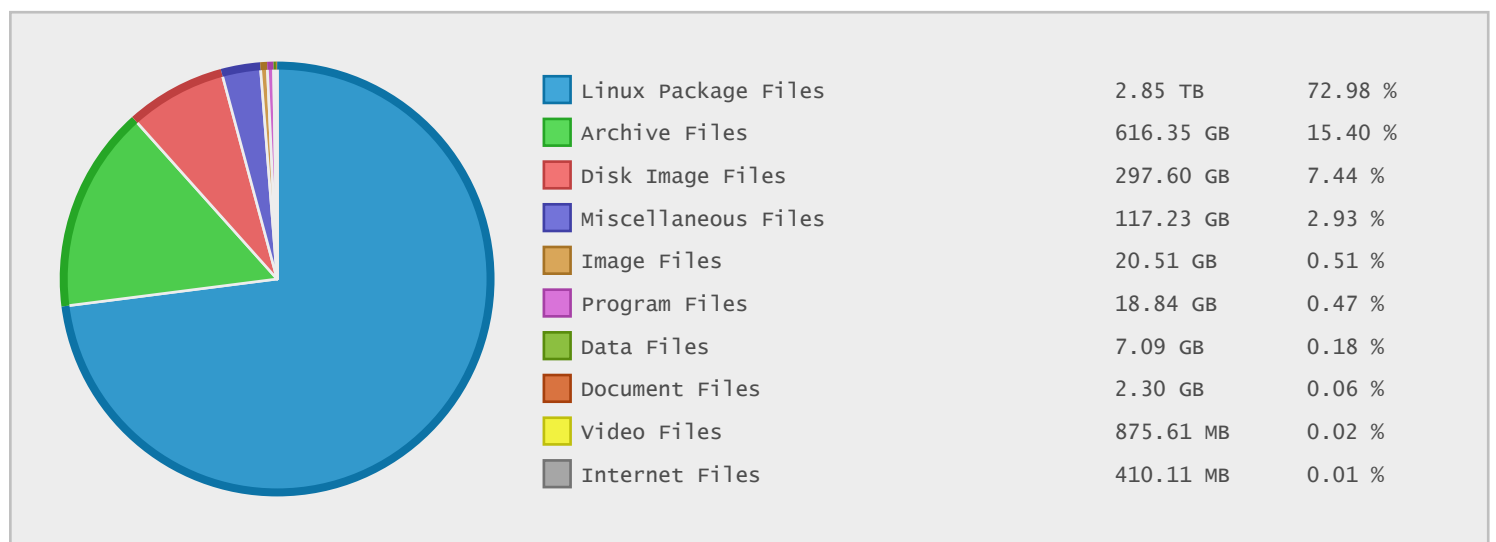 Linux Package Files 2.85 TB 72.98 %
Archive Files 616.35 GB 15.40 %
Disk Image Files 297.60 GB 7.44 %
Miscellaneous Files 117.23 GB 2.93 %
Image Files 20.51 GB 0.51 %
Program Files 18.84 GB 0.47 %
Data Files 7.09 GB 0.18 %
Document Files 2.30 GB 0.06 %
Video Files 875.61 MB 0.02 %
Internet Files 410.11 MB 0.01 %